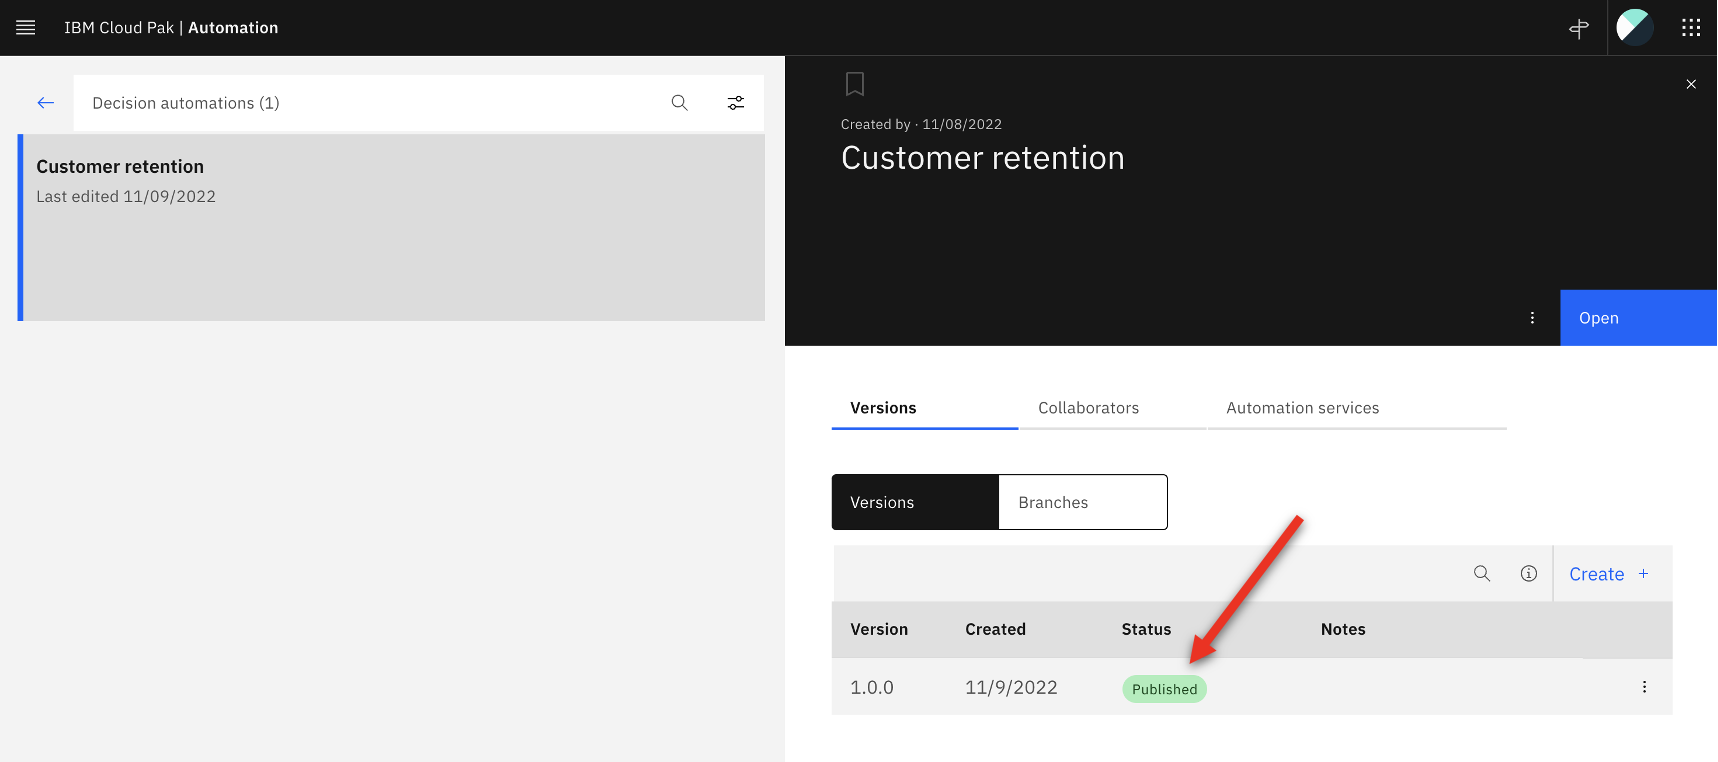 IBM Cloud Pak | Automation
Decision automations (1)
Customer retention
Last edited 11/09/2022
Created by · 11/08/2022
Customer retention
Open
Versions Collaborators Automation services
Versions Branches
Create +
Version Created Status Notes
1.0.0 11/9/2022 Published